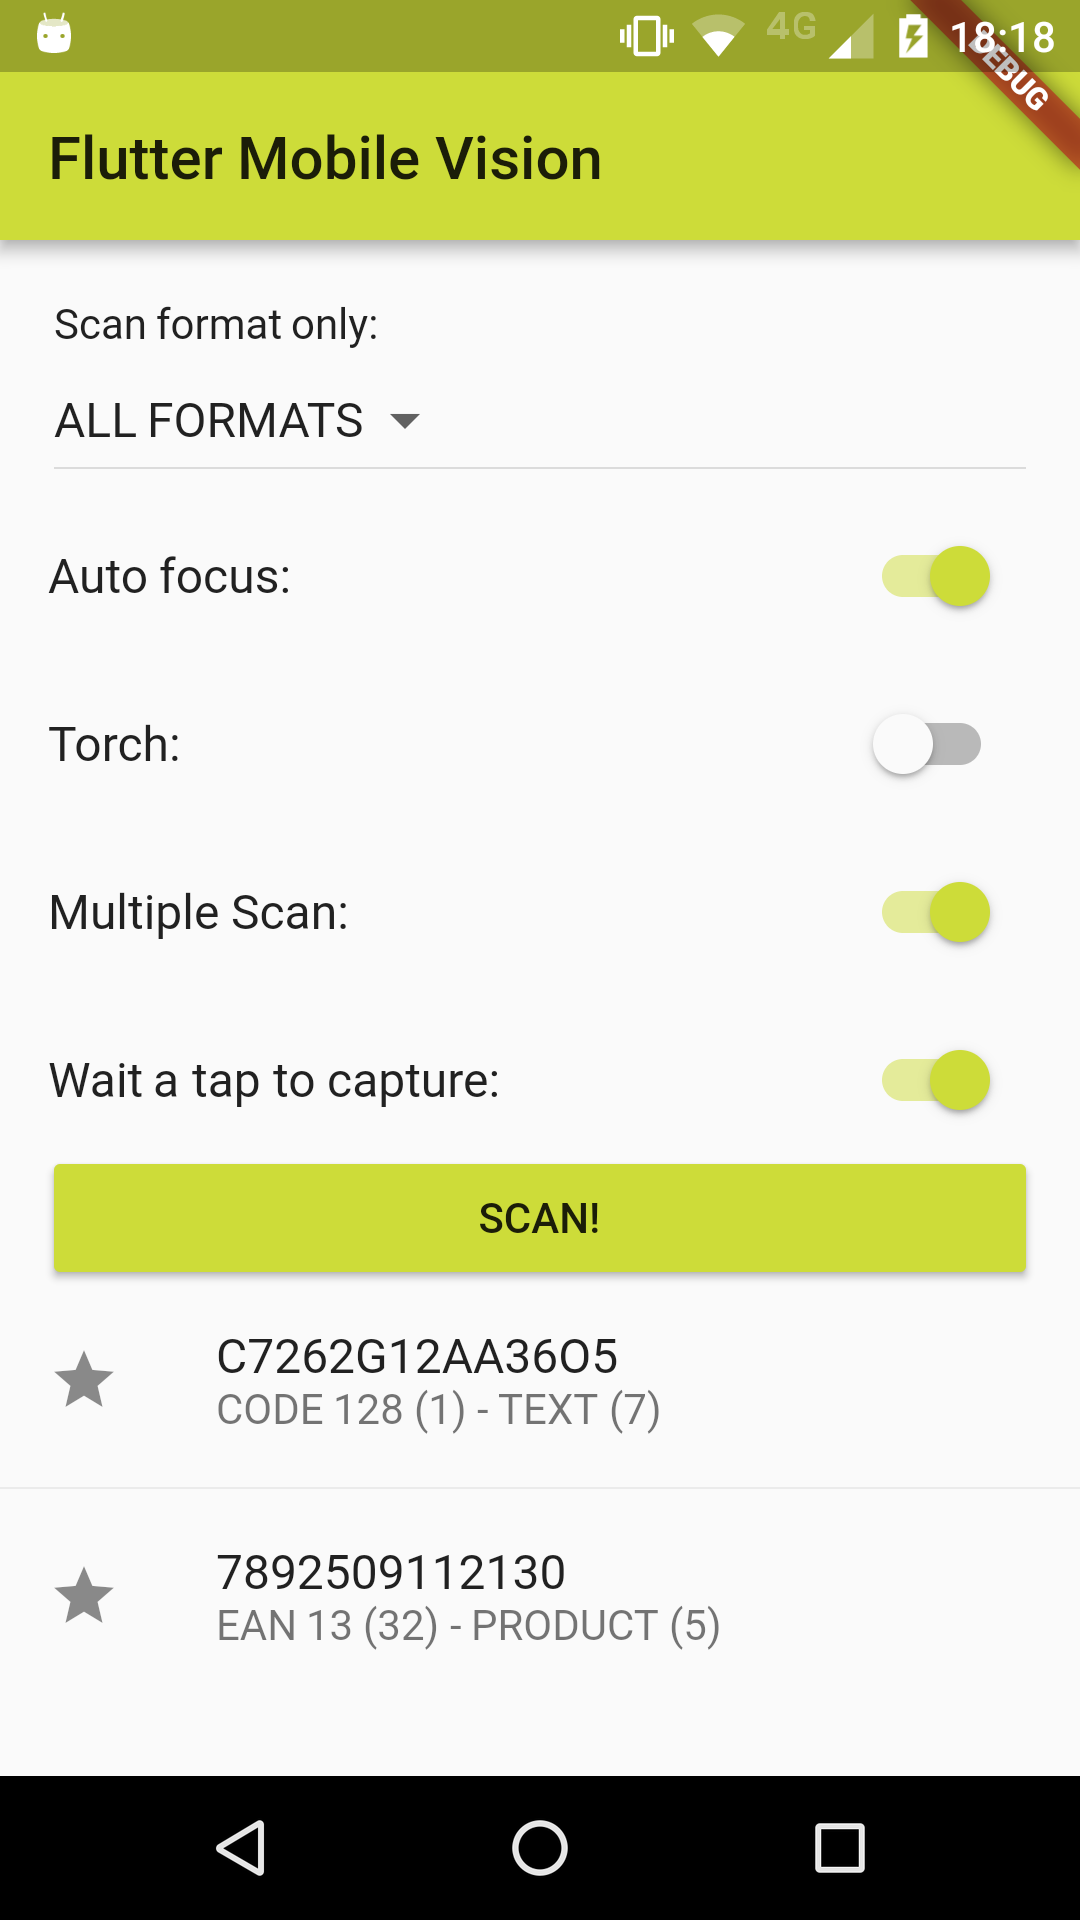 4G 18:18
DEBUG
Flutter Mobile Vision
Scan format only:
ALL FORMATS
Auto focus:
Torch:
Multiple Scan:
Wait a tap to capture:
SCAN!
C7262G12AA36O5
CODE 128 (1) - TEXT (7)
7892509112130
EAN 13 (32) - PRODUCT (5)